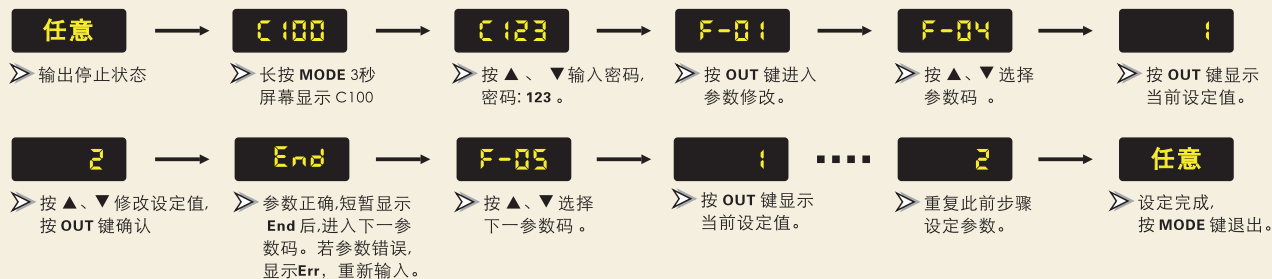 任意
C100
C123
F-01
F-04
1
输出停止状态
长按 MODE 3秒
屏幕显示 C100
按 ▲ 、 ▼输入密码,
密码: 123 。
按 OUT 键进入
参数修改。
按 ▲、▼ 选择
参数码 。
按 OUT 键显示
当前设定值。
2
End
F-05
1
2
任意
按 ▲、▼ 修改设定值,
按 OUT 键确认
参数正确,短暂显示
End 后,进入下一参
数码。若参数错误,
显示Err，重新输入。
按 ▲、▼ 选择
下一参数码 。
按 OUT 键显示
当前设定值。
重复此前步骤
设定参数。
设定完成,
按 MODE 键退出。